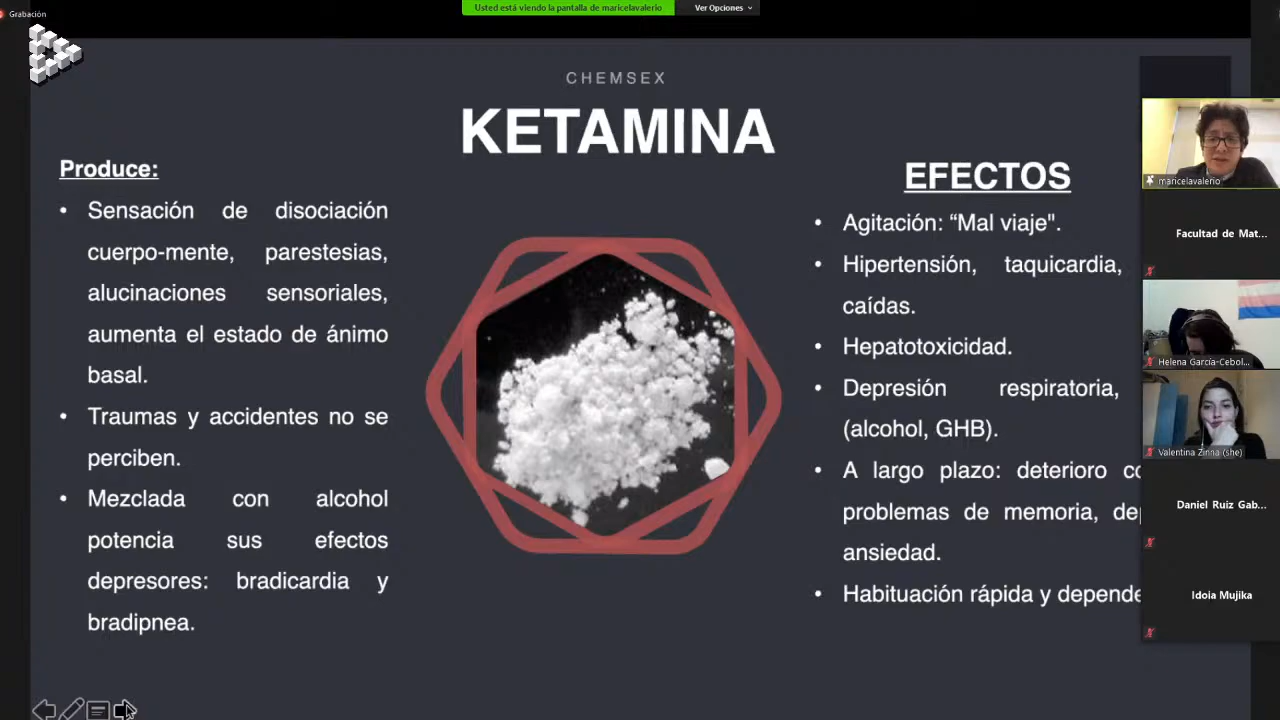 Grabación
Usted está viendo la pantalla de maricelavalerio
Ver Opciones
CHEMSEX
KETAMINA
Produce:
• Sensación de disociación
cuerpo-mente, parestesias,
alucinaciones sensoriales,
aumenta el estado de ánimo
basal.
• Traumas y accidentes no se
perciben.
• Mezclada con alcohol
potencia sus efectos
depresores: bradicardia y
bradipnea.
EFECTOS
• Agitación: “Mal viaje".
• Hipertensión, taquicardia,
caídas.
• Hepatotoxicidad.
• Depresión respiratoria,
(alcohol, GHB).
• A largo plazo: deterioro
problemas de memoria,
ansiedad.
• Habituación rápida y
maricelavalerio
Facultad de Mat...
Helena García-Cebol...
Valentina Zinna (she)
Daniel Ruiz Gab...
Idoia Mujika